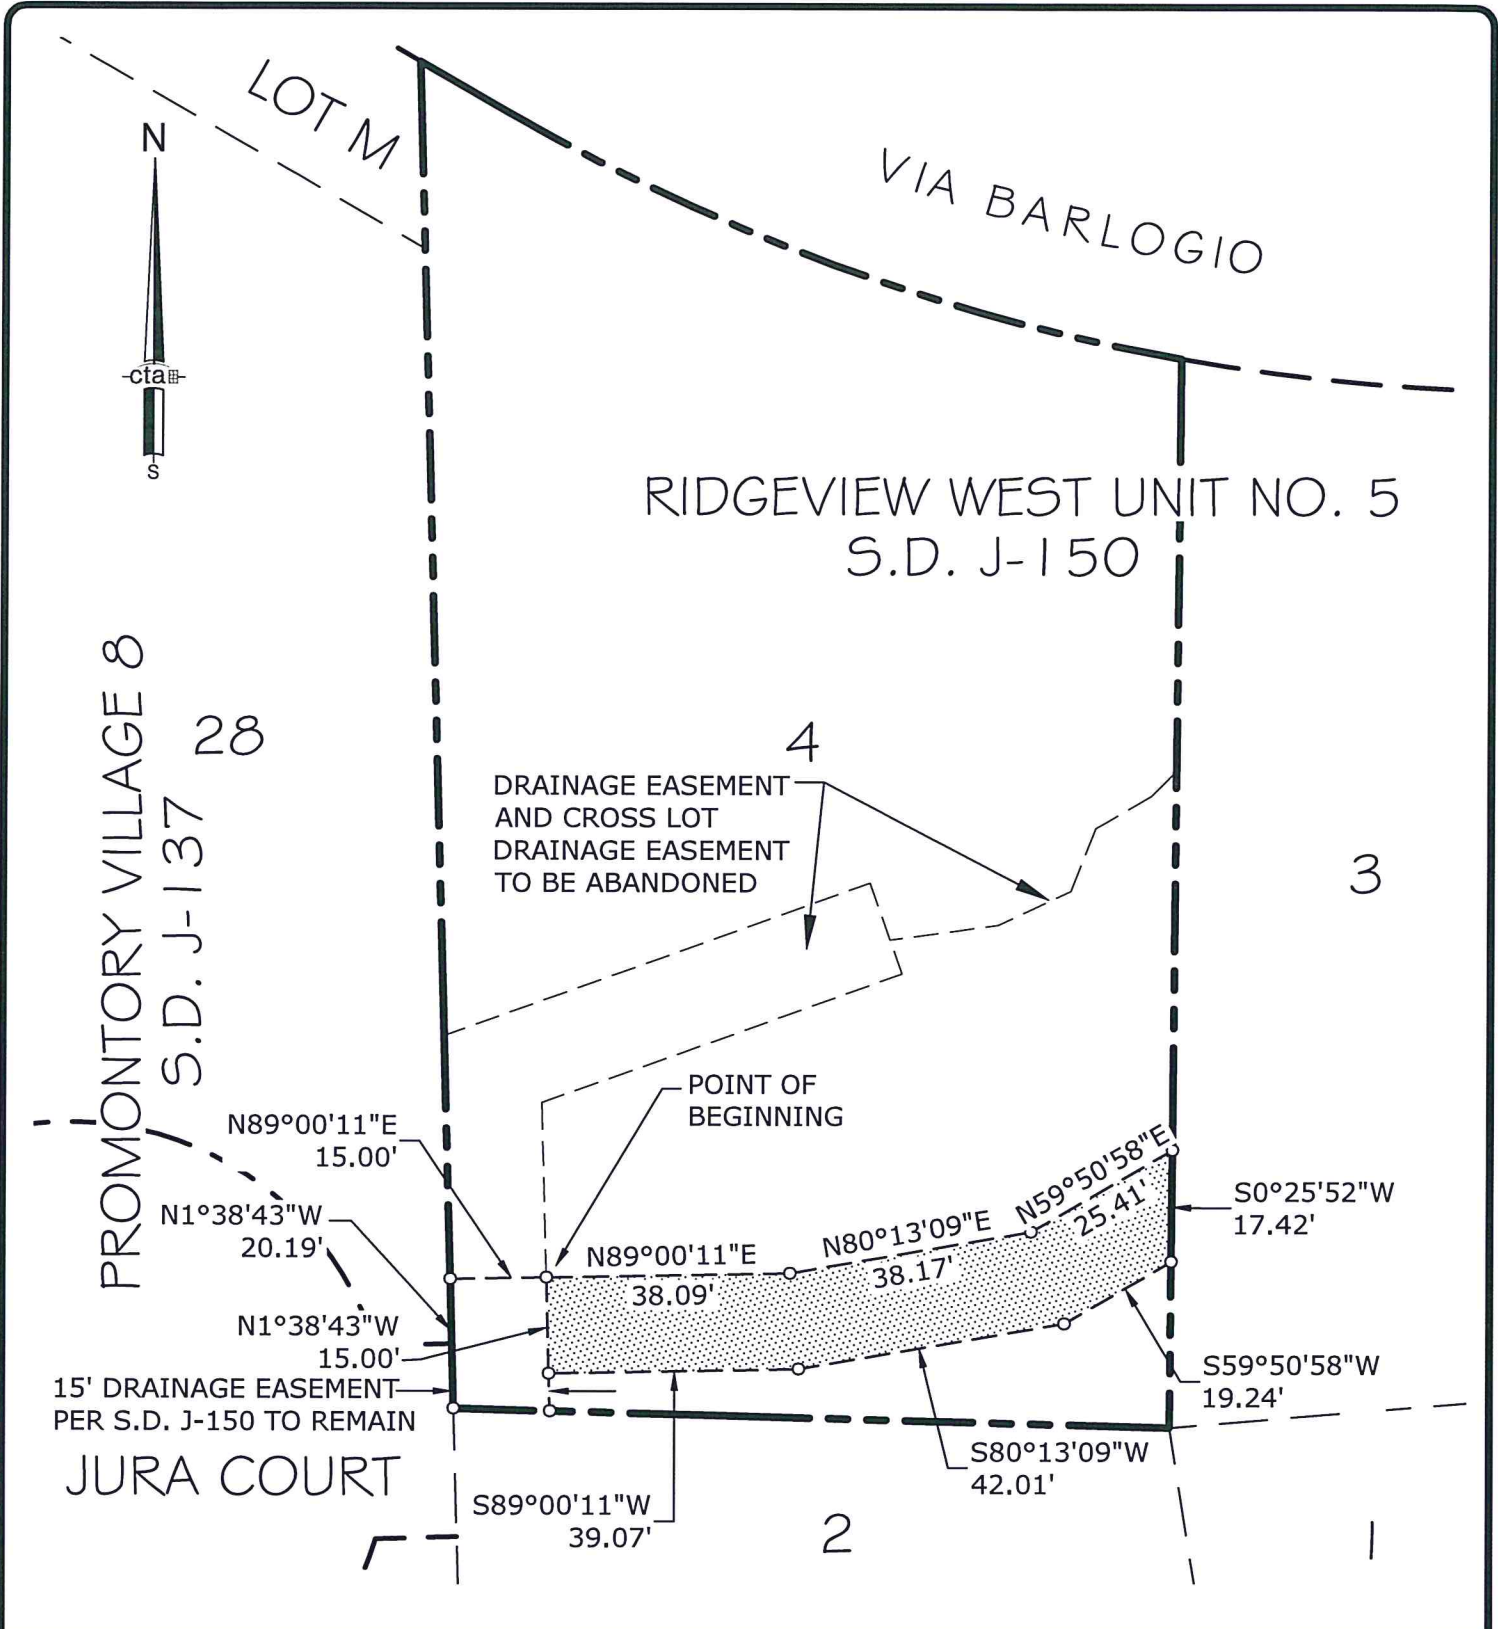 LOT M
N
VIA BARLOGIO
cta
S
RIDGEVIEW WEST UNIT NO. 5
S.D. J-150
PROMONTORY VILLAGE 8
S.D. J-137
28
4
DRAINAGE EASEMENT
AND CROSS LOT
DRAINAGE EASEMENT
TO BE ABANDONED
3
POINT OF
BEGINNING
N89°00'11"E
15.00'
N1°38'43"W
20.19'
N89°00'11"E
38.09'
N80°13'09"E
38.17'
N59°50'58"E
25.41'
S0°25'52"W
17.42'
N1°38'43"W
15.00'
15' DRAINAGE EASEMENT
PER S.D. J-150 TO REMAIN
S59°50'58"W
19.24'
JURA COURT
S80°13'09"W
42.01'
S89°00'11"W
39.07'
2
1